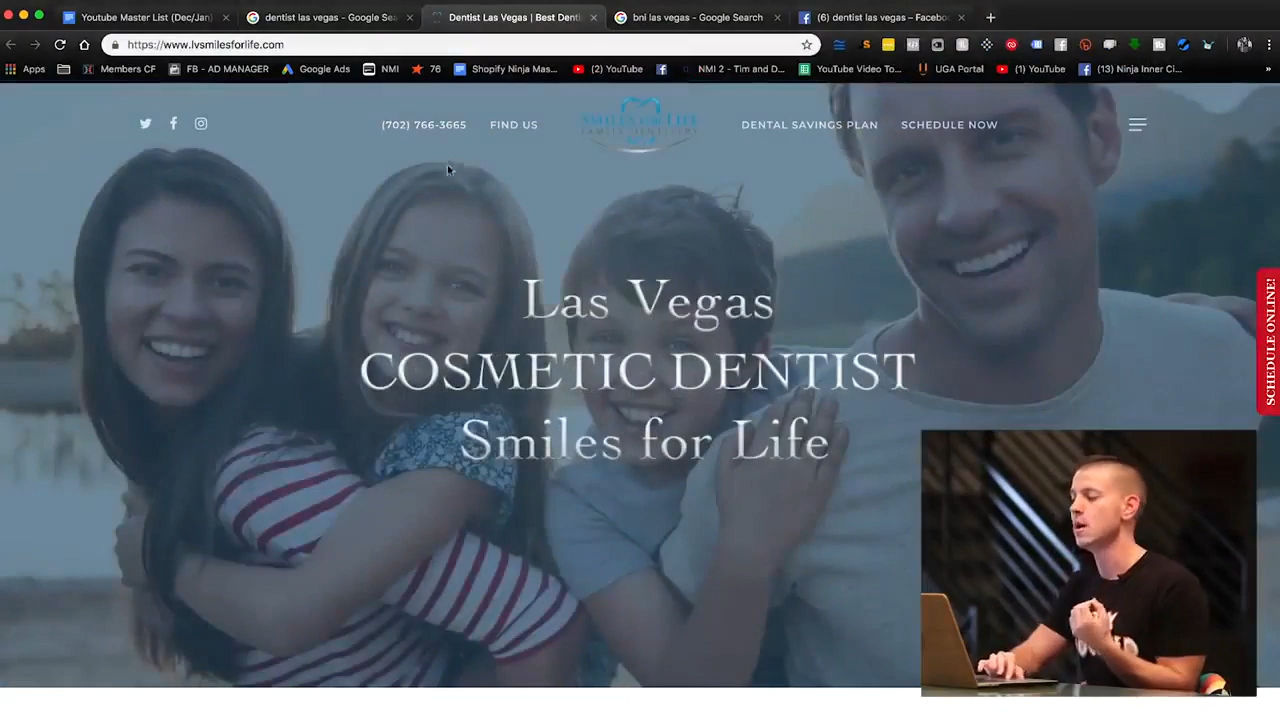 Youtube Master List (Dec/Jan)
dentist las vegas - Google Sea
Dentist Las Vegas | Best Denti
bni las vegas - Google Search
(6) dentist las vegas – Facebo
https://www.lvsmilesforlife.com
Apps
Members CF
FB - AD MANAGER
Google Ads
NMI
76
Shopify Ninja Mas...
(2) YouTube
NMI 2 - Tim and D...
YouTube Video To...
UGA Portal
(1) YouTube
(13) Ninja Inner Ci...
»
(702) 766-3665
FIND US
SMILES FOR LIFE
FAMILY DENTISTRY
DENTAL SAVINGS PLAN
SCHEDULE NOW
Las Vegas
COSMETIC DENTIST
Smiles for Life
SCHEDULE ONLINE!